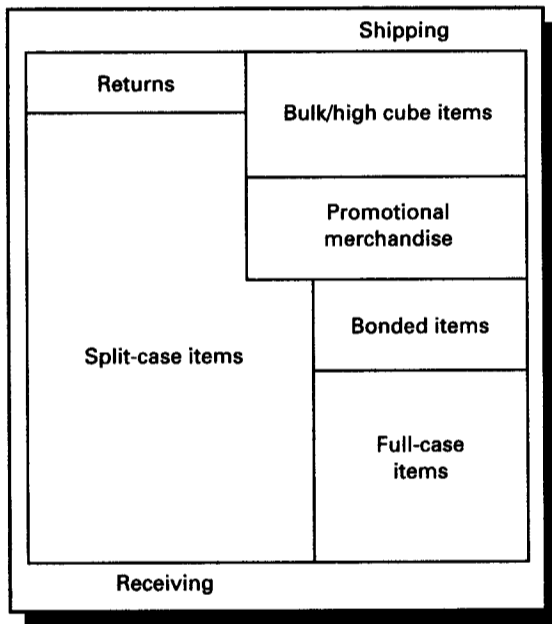 Shipping
Returns
Bulk/high cube items
Promotional
merchandise
Bonded items
Split-case items
Full-case
items
Receiving